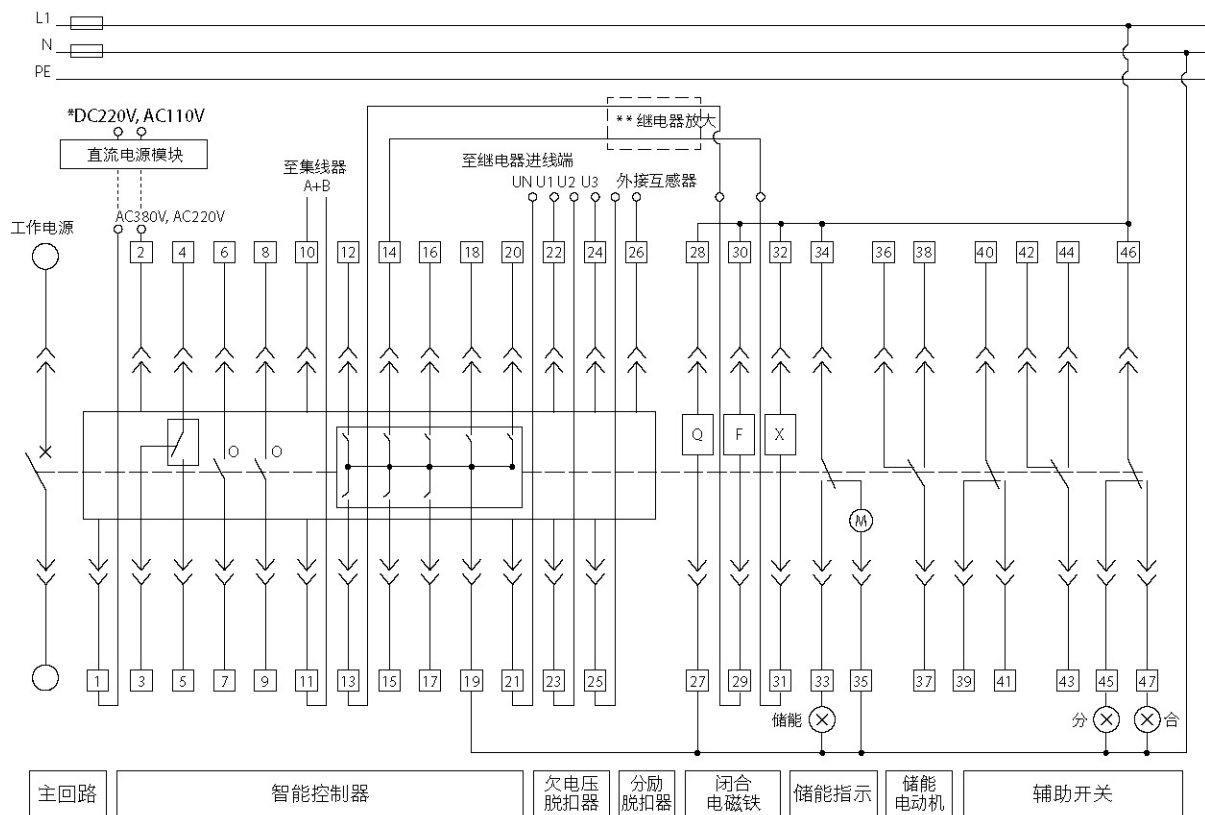 L1
N
PE
*DC220V, AC110V
直流电源模块
AC380V, AC220V
工作电源
至集线器
A+B
至继电器进线端
UN U1 U2 U3
外接互感器
** 继电器放大
2 4 6 8 10 12 14 16 18 20 22 24 26 28 30 32 34 36 38 40 42 44 46
Q F X
O O
M
1 3 5 7 9 11 13 15 17 19 21 23 25 27 29 31 33 35 37 39 41 43 45 47
储能
分
合
主回路
智能控制器
欠电压
脱扣器
分励
脱扣器
闭合
电磁铁
储能指示
储能
电动机
辅助开关